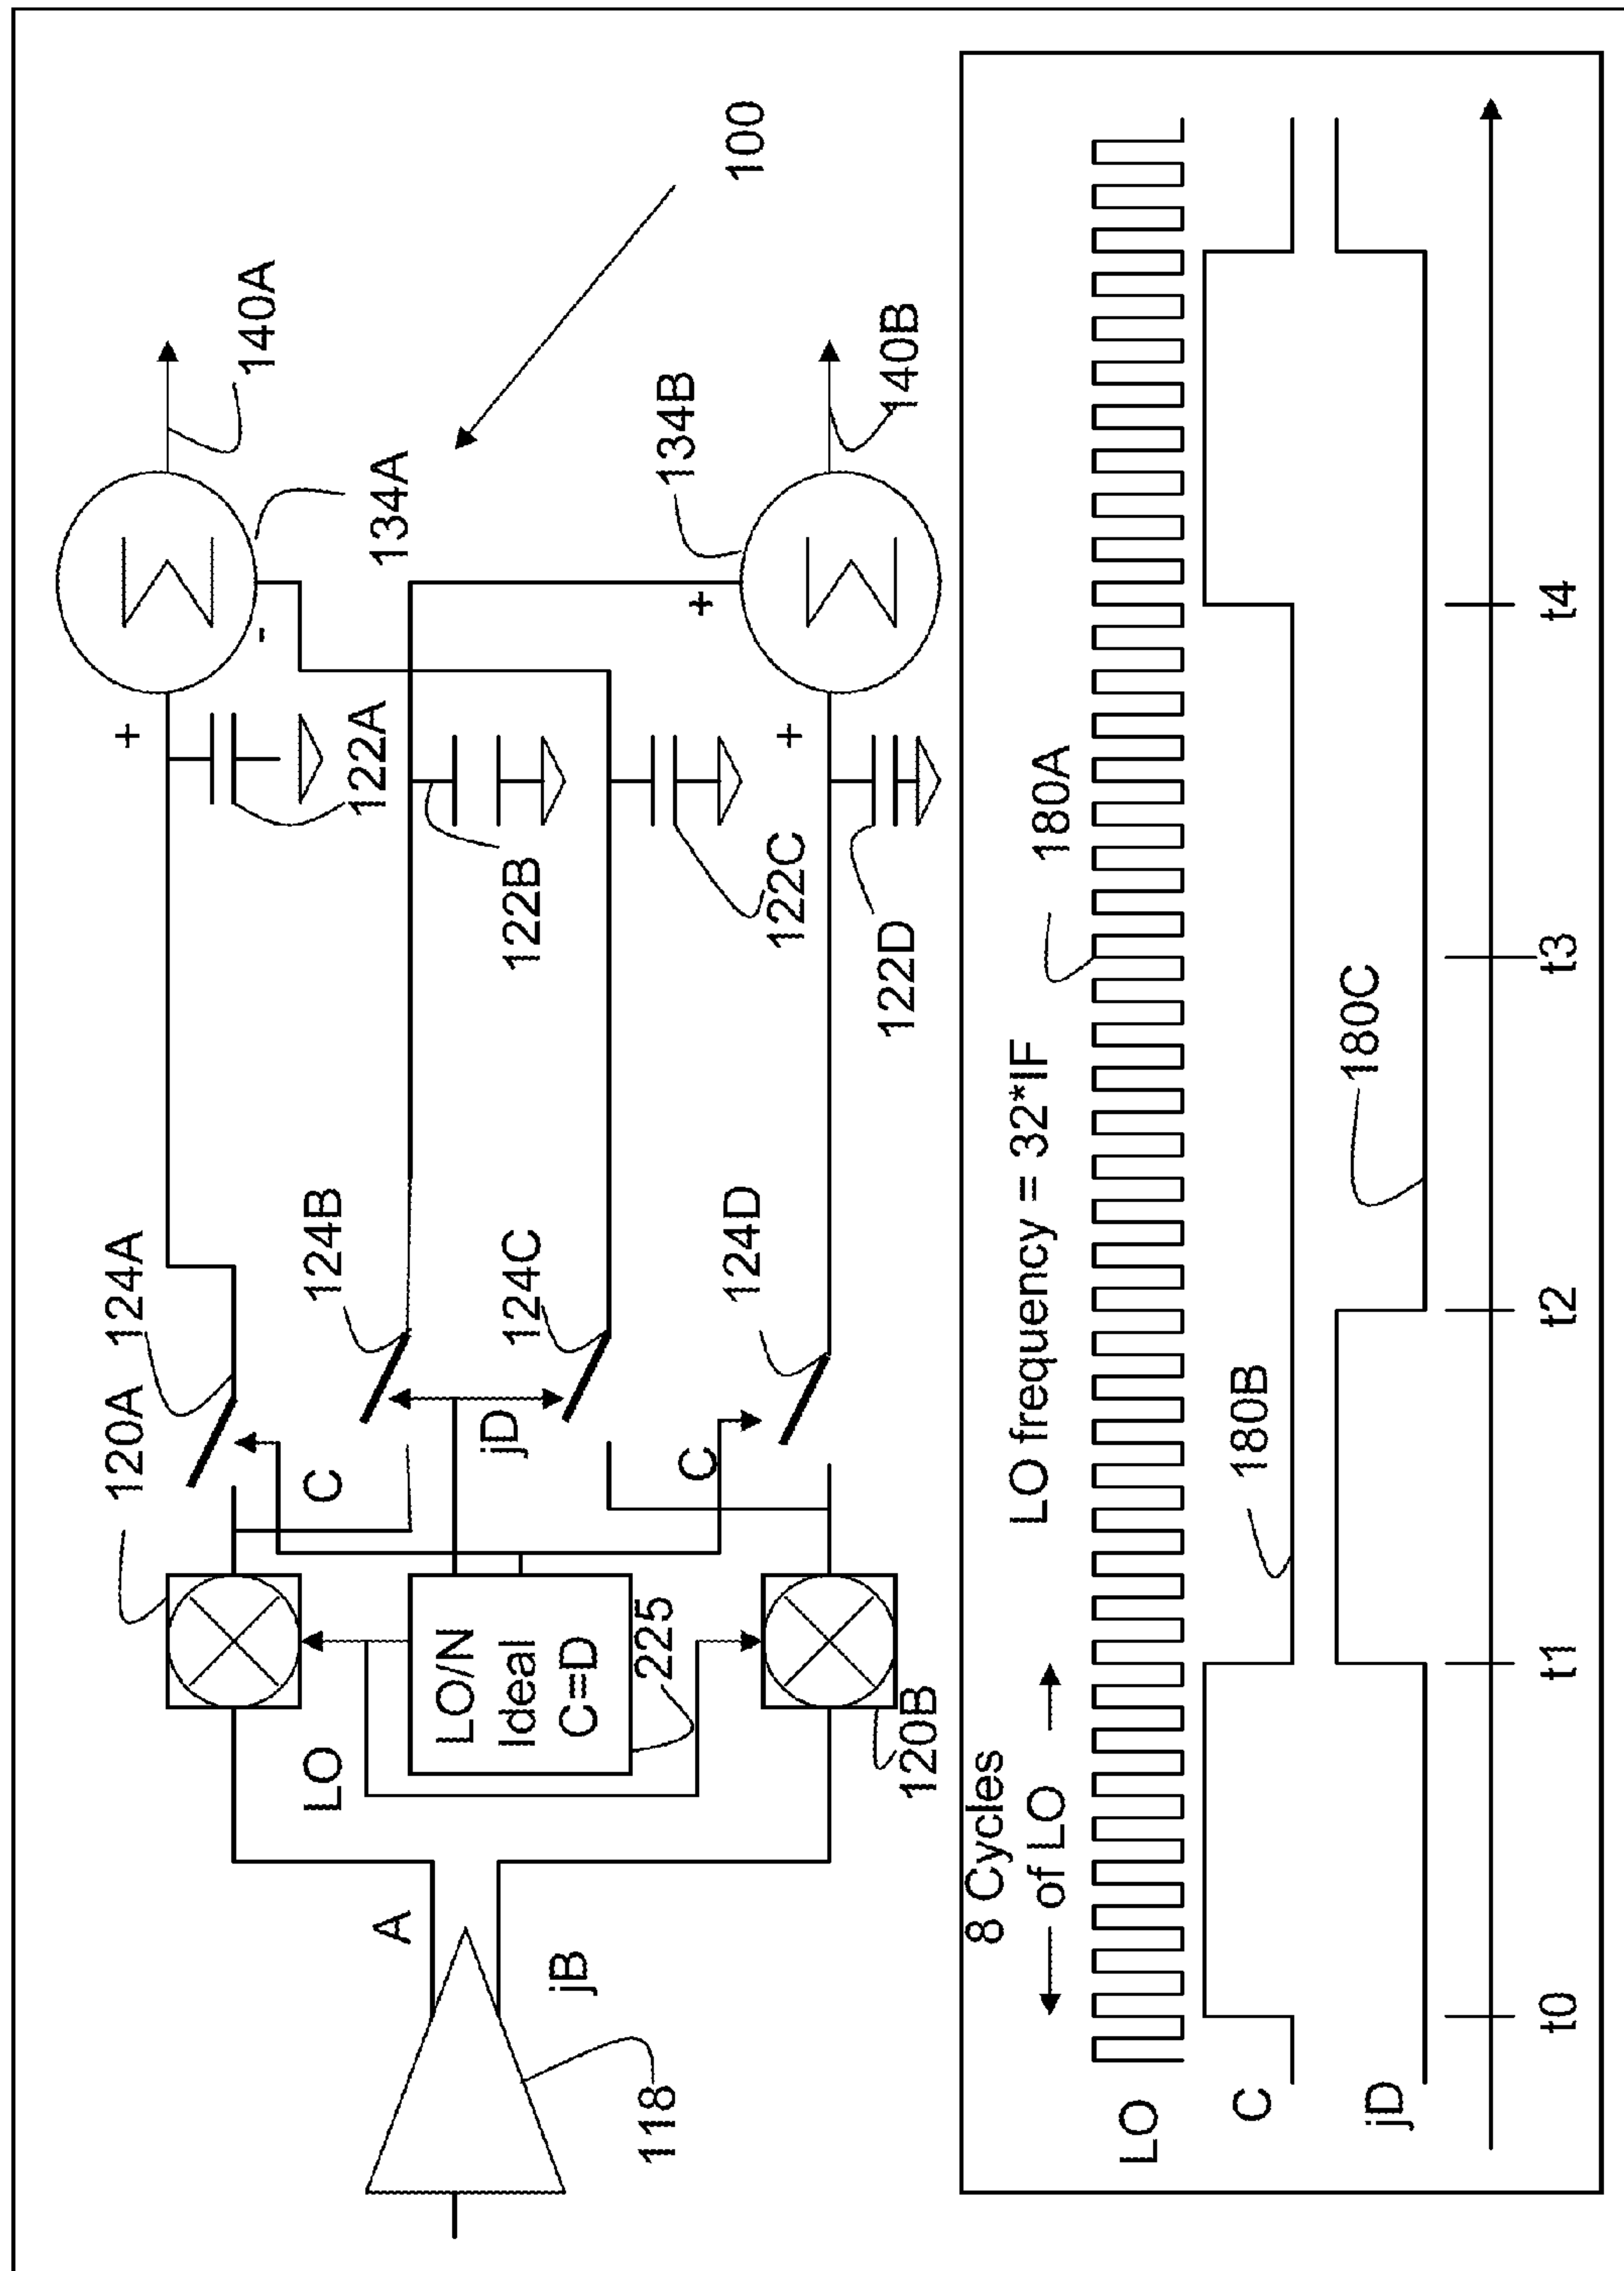 118
A
jB
LO
LO/N
Ideal
C=D
225
120A
120B
124A
C
124B
jD
124C
C
124D
122A
122B
122C
122D
+
-
+
+
134A
134B
140A
140B
100
8 Cycles
of LO
LO frequency = 32*IF
180A
LO
C
180B
jD
180C
t0 t1 t2 t3 t4